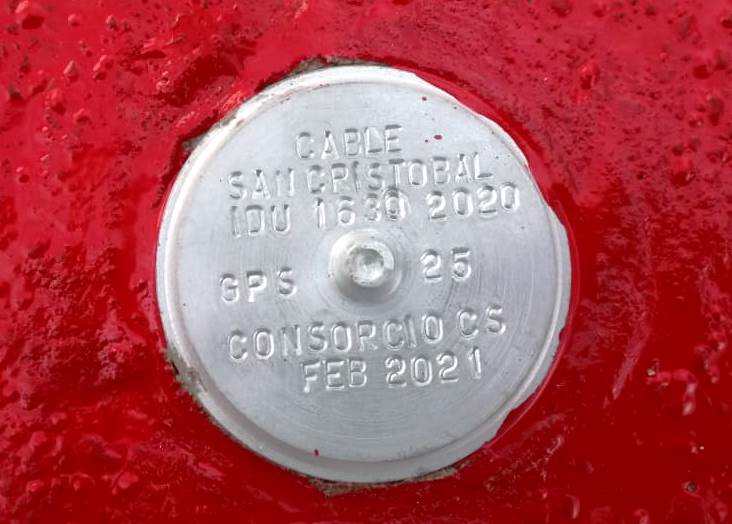 CABLE
SAN CRISTOBAL
IDU 1630 2020
GPS 25
CONSORCIO CS
FEB 2021